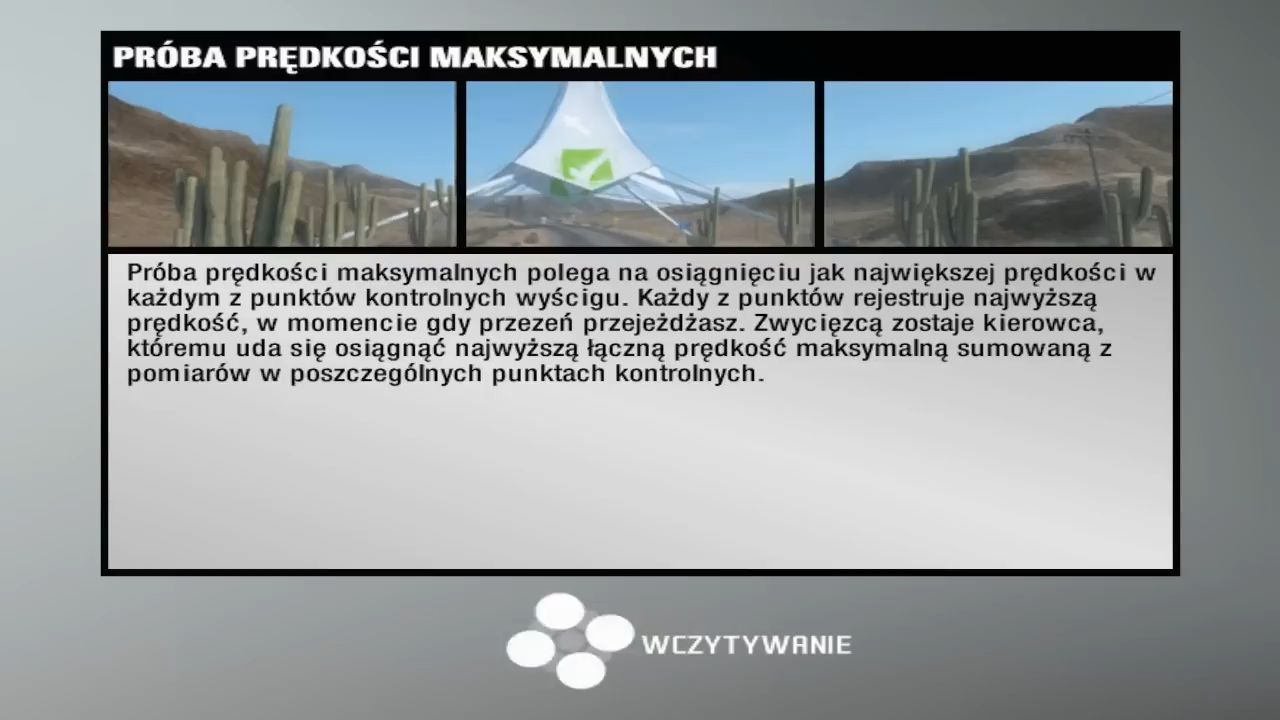 PRÓBA PRĘDKOŚCI MAKSYMALNYCH
Próba prędkości maksymalnych polega na osiągnięciu jak największej prędkości w
każdym z punktów kontrolnych wyścigu. Każdy z punktów rejestruje najwyższą
prędkość, w momencie gdy przezeń przejeżdżasz. Zwycięzcą zostaje kierowca,
któremu uda się osiągnąć najwyższą łączną prędkość maksymalną sumowaną z
pomiarów w poszczególnych punktach kontrolnych.
WCZYTYWANIE